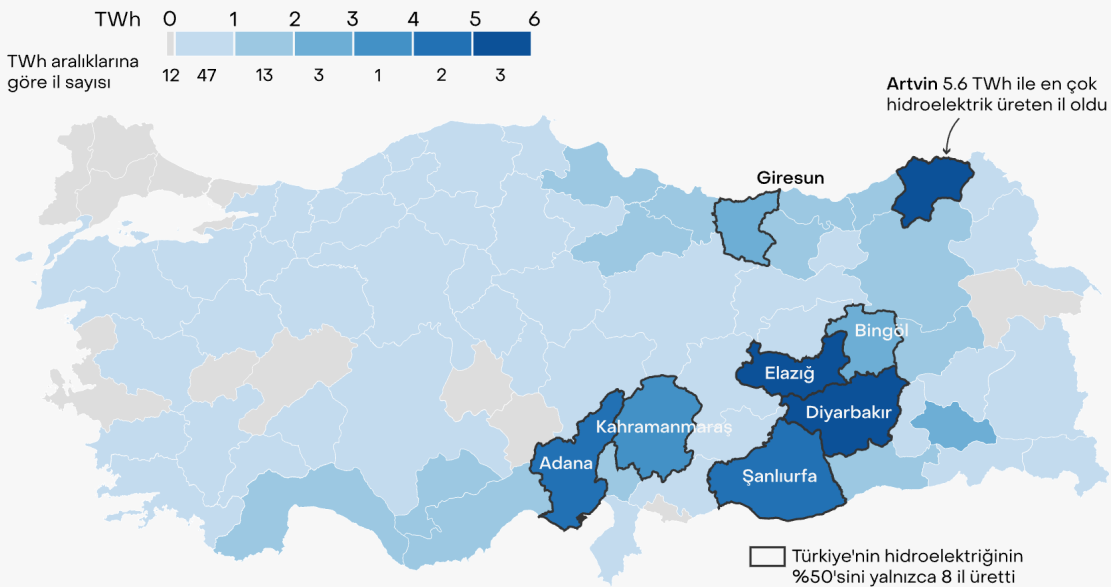 TWh 0 1 2 3 4 5 6
TWh aralıklarına
göre il sayısı
12 47 13 3 1 2 3
Artvin 5.6 TWh ile en çok
hidroelektrik üreten il oldu
Giresun
Bingöl
Elazığ
Diyarbakır
Kahramanmaraş
Adana
Şanlıurfa
Türkiye'nin hidroelektriğinin
%50'sini yalnızca 8 il üretti